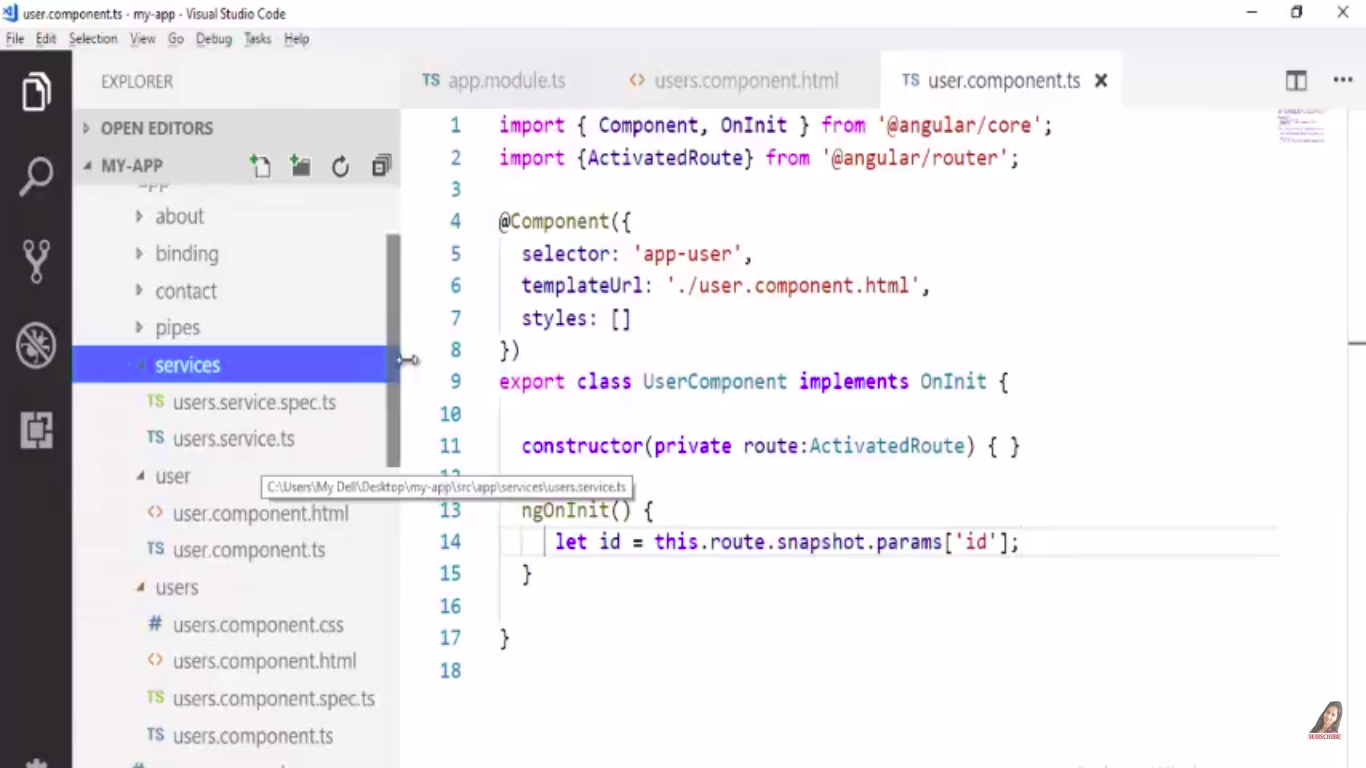 user.component.ts - my-app - Visual Studio Code
File Edit Selection View Go Debug Tasks Help
EXPLORER
OPEN EDITORS
MY-APP
app
about
binding
contact
pipes
services
TS users.service.spec.ts
TS users.service.ts
user
<> user.component.html
TS user.component.ts
users
# users.component.css
<> users.component.html
TS users.component.spec.ts
TS users.component.ts
C:\Users\My Dell\Desktop\my-app\src\app\services\users.service.ts
TS app.module.ts <> users.component.html TS user.component.ts
1 import { Component, OnInit } from '@angular/core';
2 import {ActivatedRoute} from '@angular/router';
3
4 @Component({
5 selector: 'app-user',
6 templateUrl: './user.component.html',
7 styles: []
8 })
9 export class UserComponent implements OnInit {
10
11 constructor(private route:ActivatedRoute) { }
12
13 ngOnInit() {
14 let id = this.route.snapshot.params['id'];
15 }
16
17 }
18
SUBSCRIBE